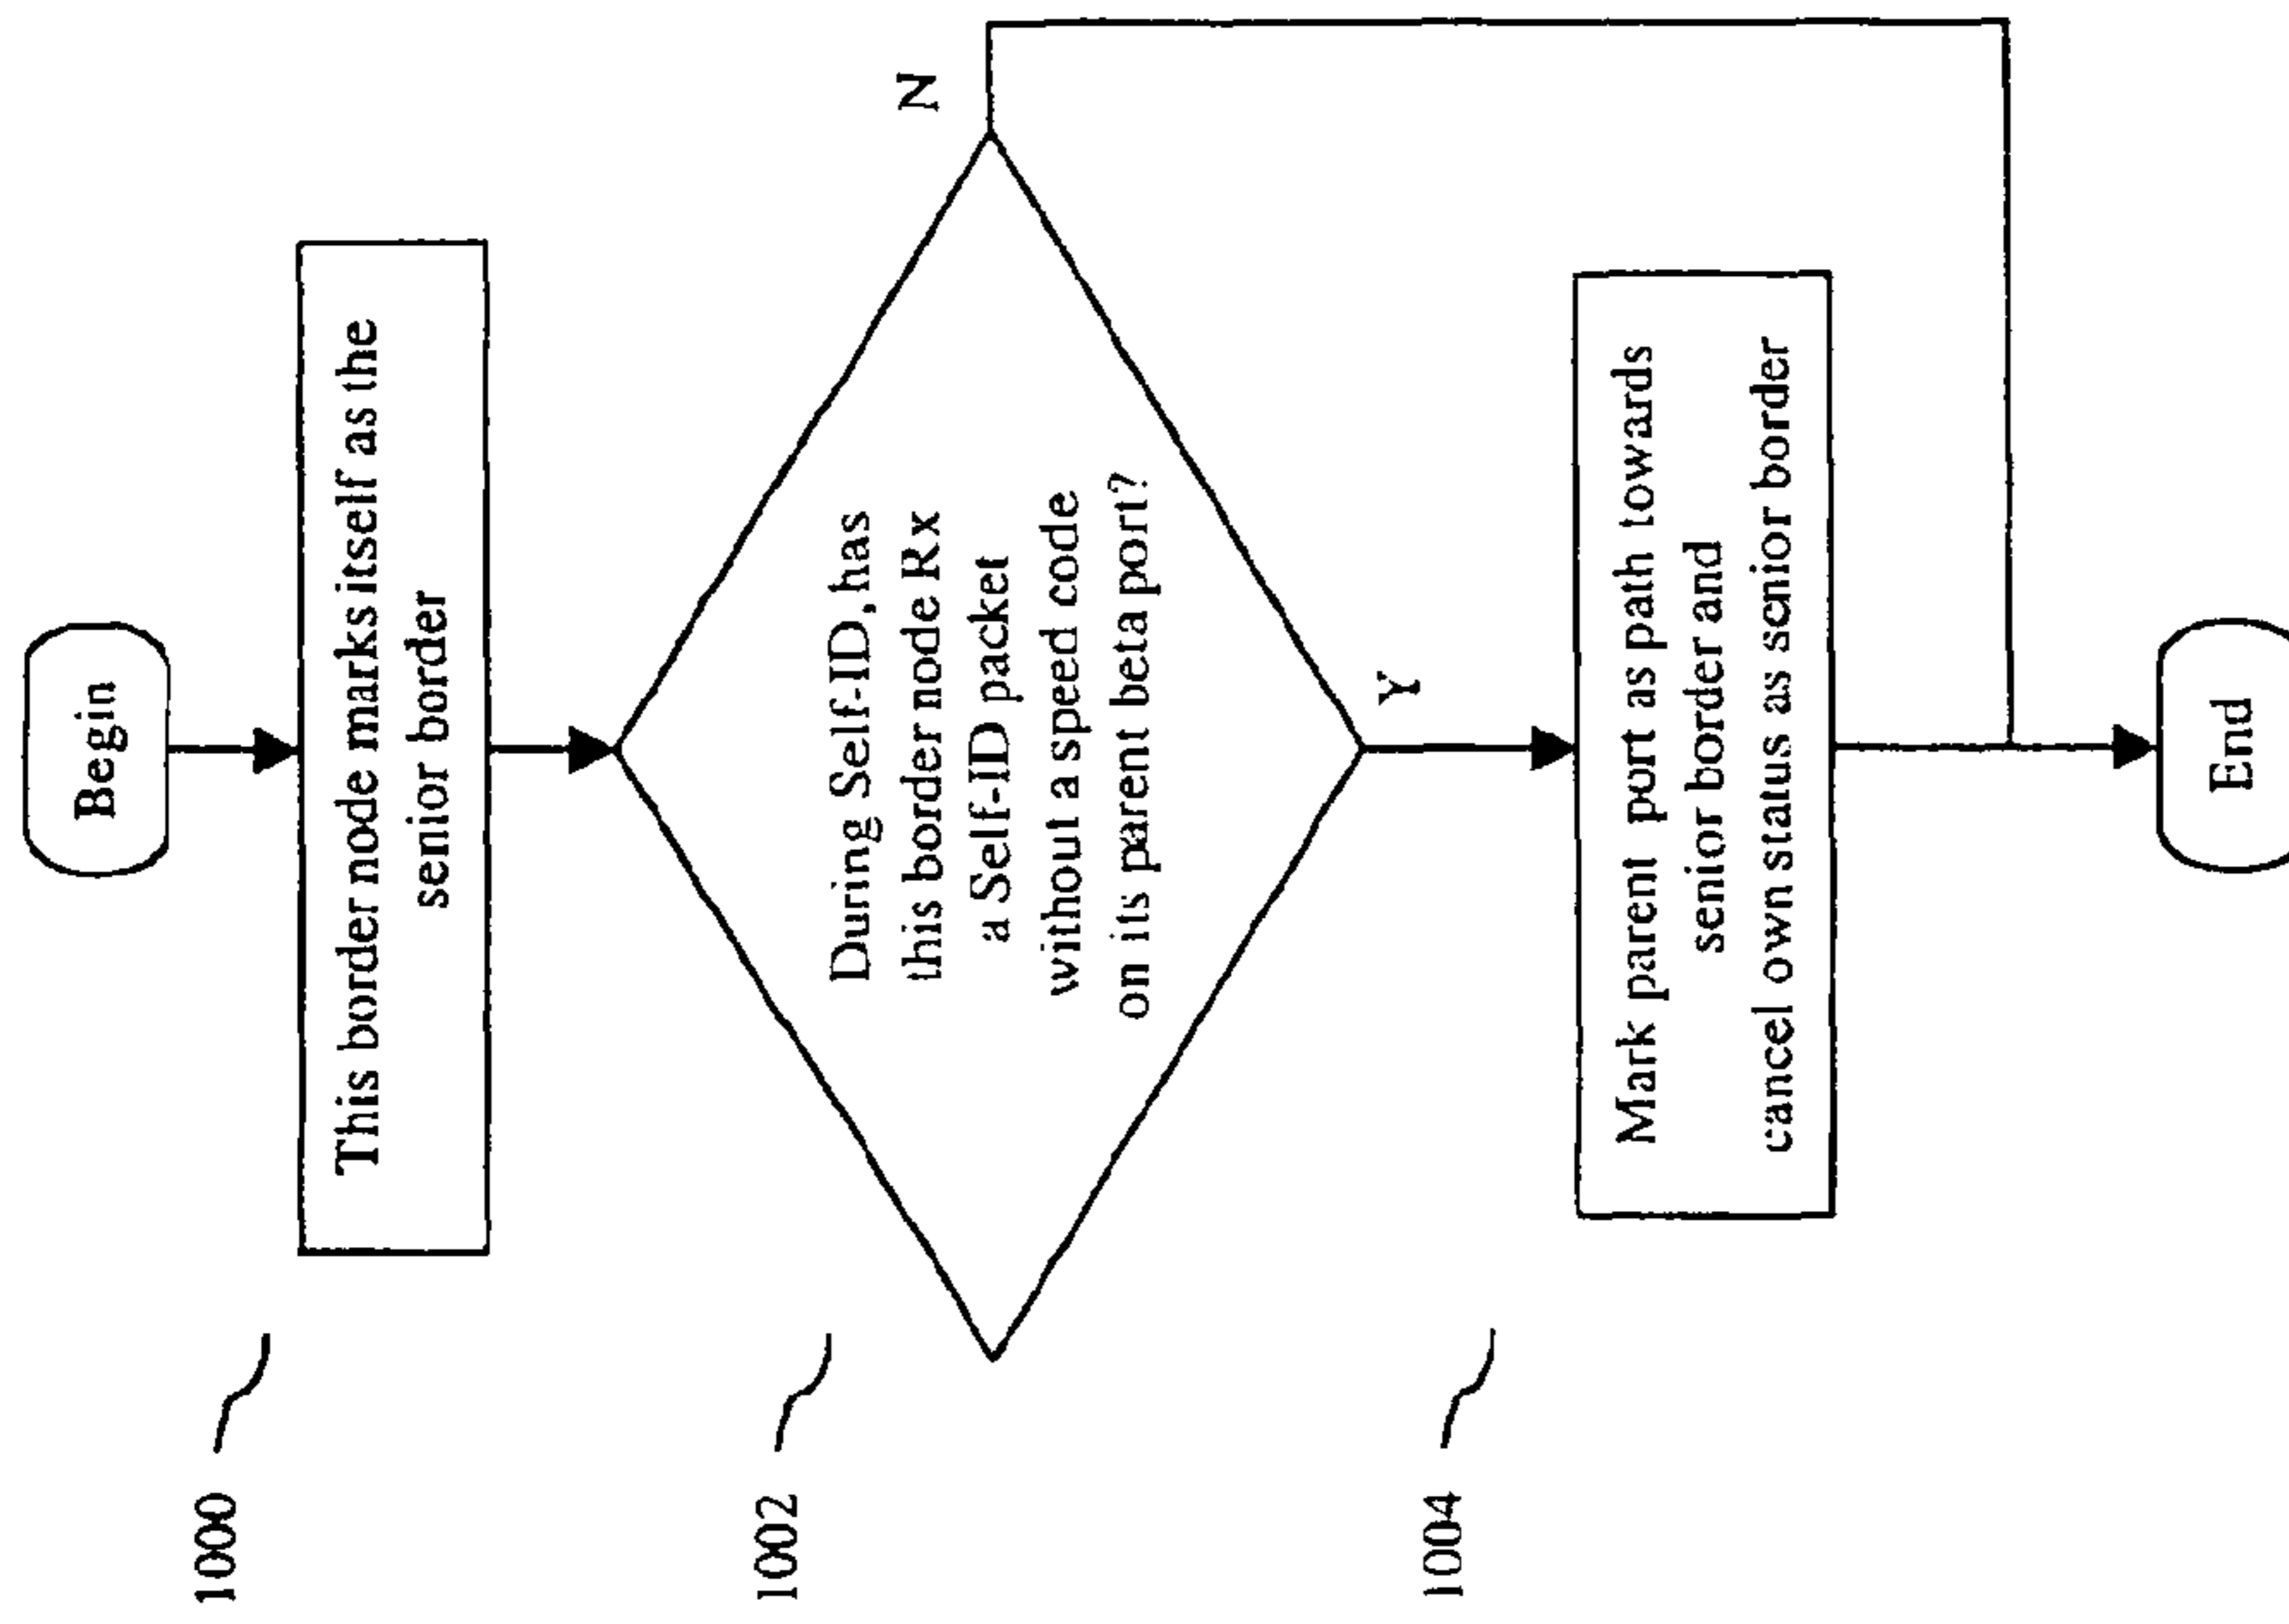 Begin
1000
This border node marks itself as the
senior border
1002
During Self-ID, has
this border node Rx
a Self-ID packet
without a speed code
on its parent beta port?
N
Y
1004
Mark parent port as path towards
senior border and
cancel own status as senior border
End